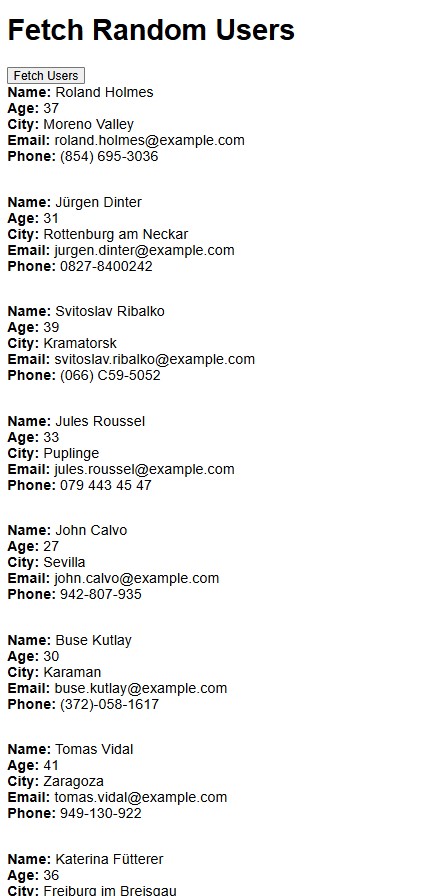 Fetch Random Users
Fetch Users
Name: Roland Holmes
Age: 37
City: Moreno Valley
Email: roland.holmes@example.com
Phone: (854) 695-3036
Name: Jürgen Dinter
Age: 31
City: Rottenburg am Neckar
Email: jurgen.dinter@example.com
Phone: 0827-8400242
Name: Svitoslav Ribalko
Age: 39
City: Kramatorsk
Email: svitoslav.ribalko@example.com
Phone: (066) C59-5052
Name: Jules Roussel
Age: 33
City: Puplinge
Email: jules.roussel@example.com
Phone: 079 443 45 47
Name: John Calvo
Age: 27
City: Sevilla
Email: john.calvo@example.com
Phone: 942-807-935
Name: Buse Kutlay
Age: 30
City: Karaman
Email: buse.kutlay@example.com
Phone: (372)-058-1617
Name: Tomas Vidal
Age: 41
City: Zaragoza
Email: tomas.vidal@example.com
Phone: 949-130-922
Name: Katerina Fütterer
Age: 36
City: Freiburg im Breisgau